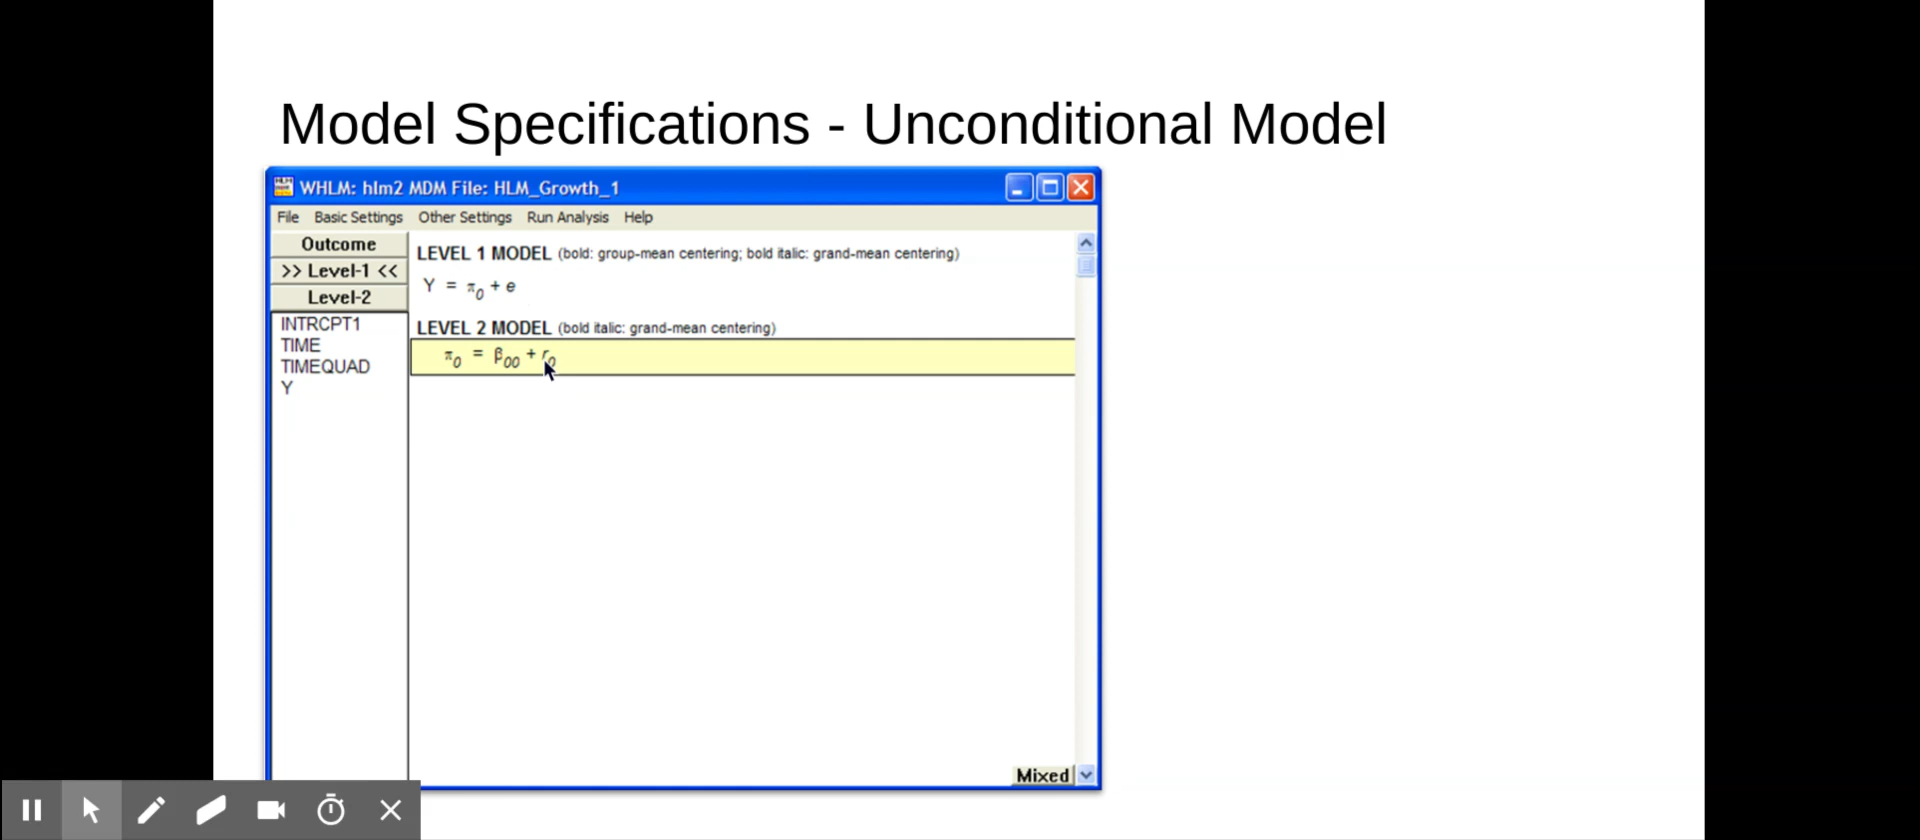 Model Specifications - Unconditional Model
WHLM: hlm2 MDM File: HLM_Growth_1
File Basic Settings Other Settings Run Analysis Help
Outcome
>> Level-1 <<
Level-2
INTRCPT1
TIME
TIMEQUAD
Y
LEVEL 1 MODEL (bold: group-mean centering; bold italic: grand-mean centering)
Y = π₀ + e
LEVEL 2 MODEL (bold italic: grand-mean centering)
π₀ = β₀₀ + r₀
Mixed